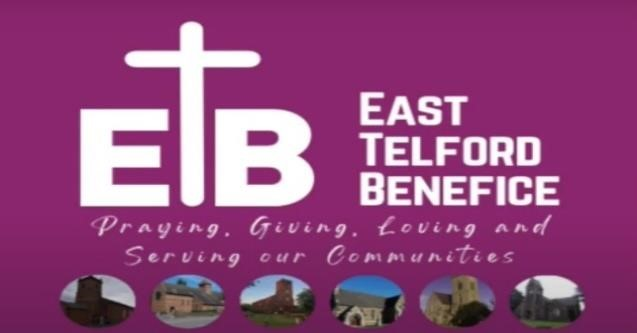 ETB
EAST
TELFORD
BENEFICE
Praying, Giving, Loving and
Serving our Communities